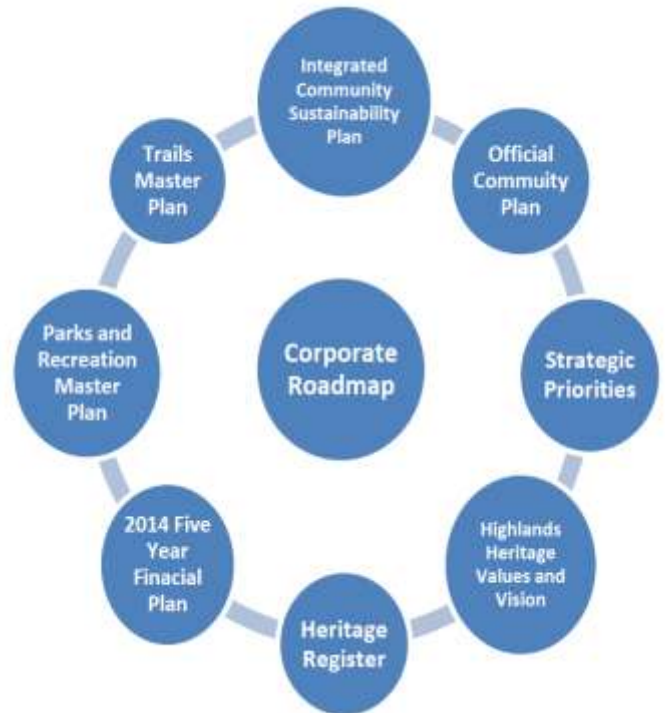 Integrated
Community
Sustainability
Plan
Official
Commuity
Plan
Strategic
Priorities
Highlands
Heritage
Values and
Vision
Heritage
Register
2014 Five
Year
Finacial
Plan
Parks and
Recreation
Master
Plan
Trails
Master
Plan
Corporate
Roadmap